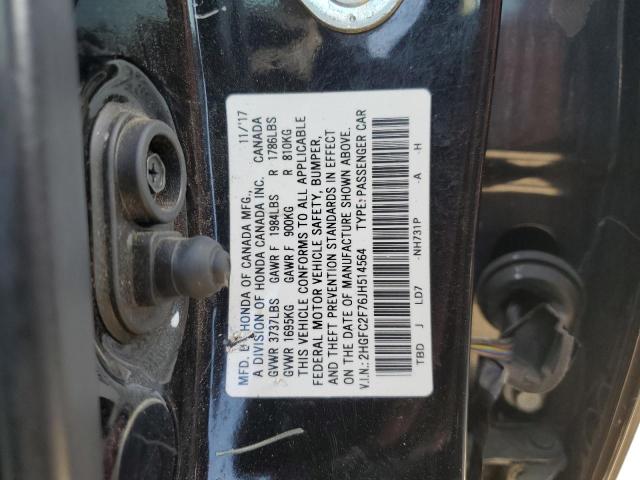 MFD. BY HONDA OF CANADA MFG., 11/'17
A DIVISION OF HONDA CANADA INC. CANADA
GVWR 3737LBS GAWR F 1984LBS R 1786LBS
GVWR 1695KG GAWR F 900KG R 810KG
THIS VEHICLE CONFORMS TO ALL APPLICABLE
FEDERAL MOTOR VEHICLE SAFETY, BUMPER,
AND THEFT PREVENTION STANDARDS IN EFFECT
ON THE DATE OF MANUFACTURE SHOWN ABOVE.
V.I.N.: 2HGFC2F76JH514564 TYPE: PASSENGER CAR
TBD J LD7 -NH731P -A -H